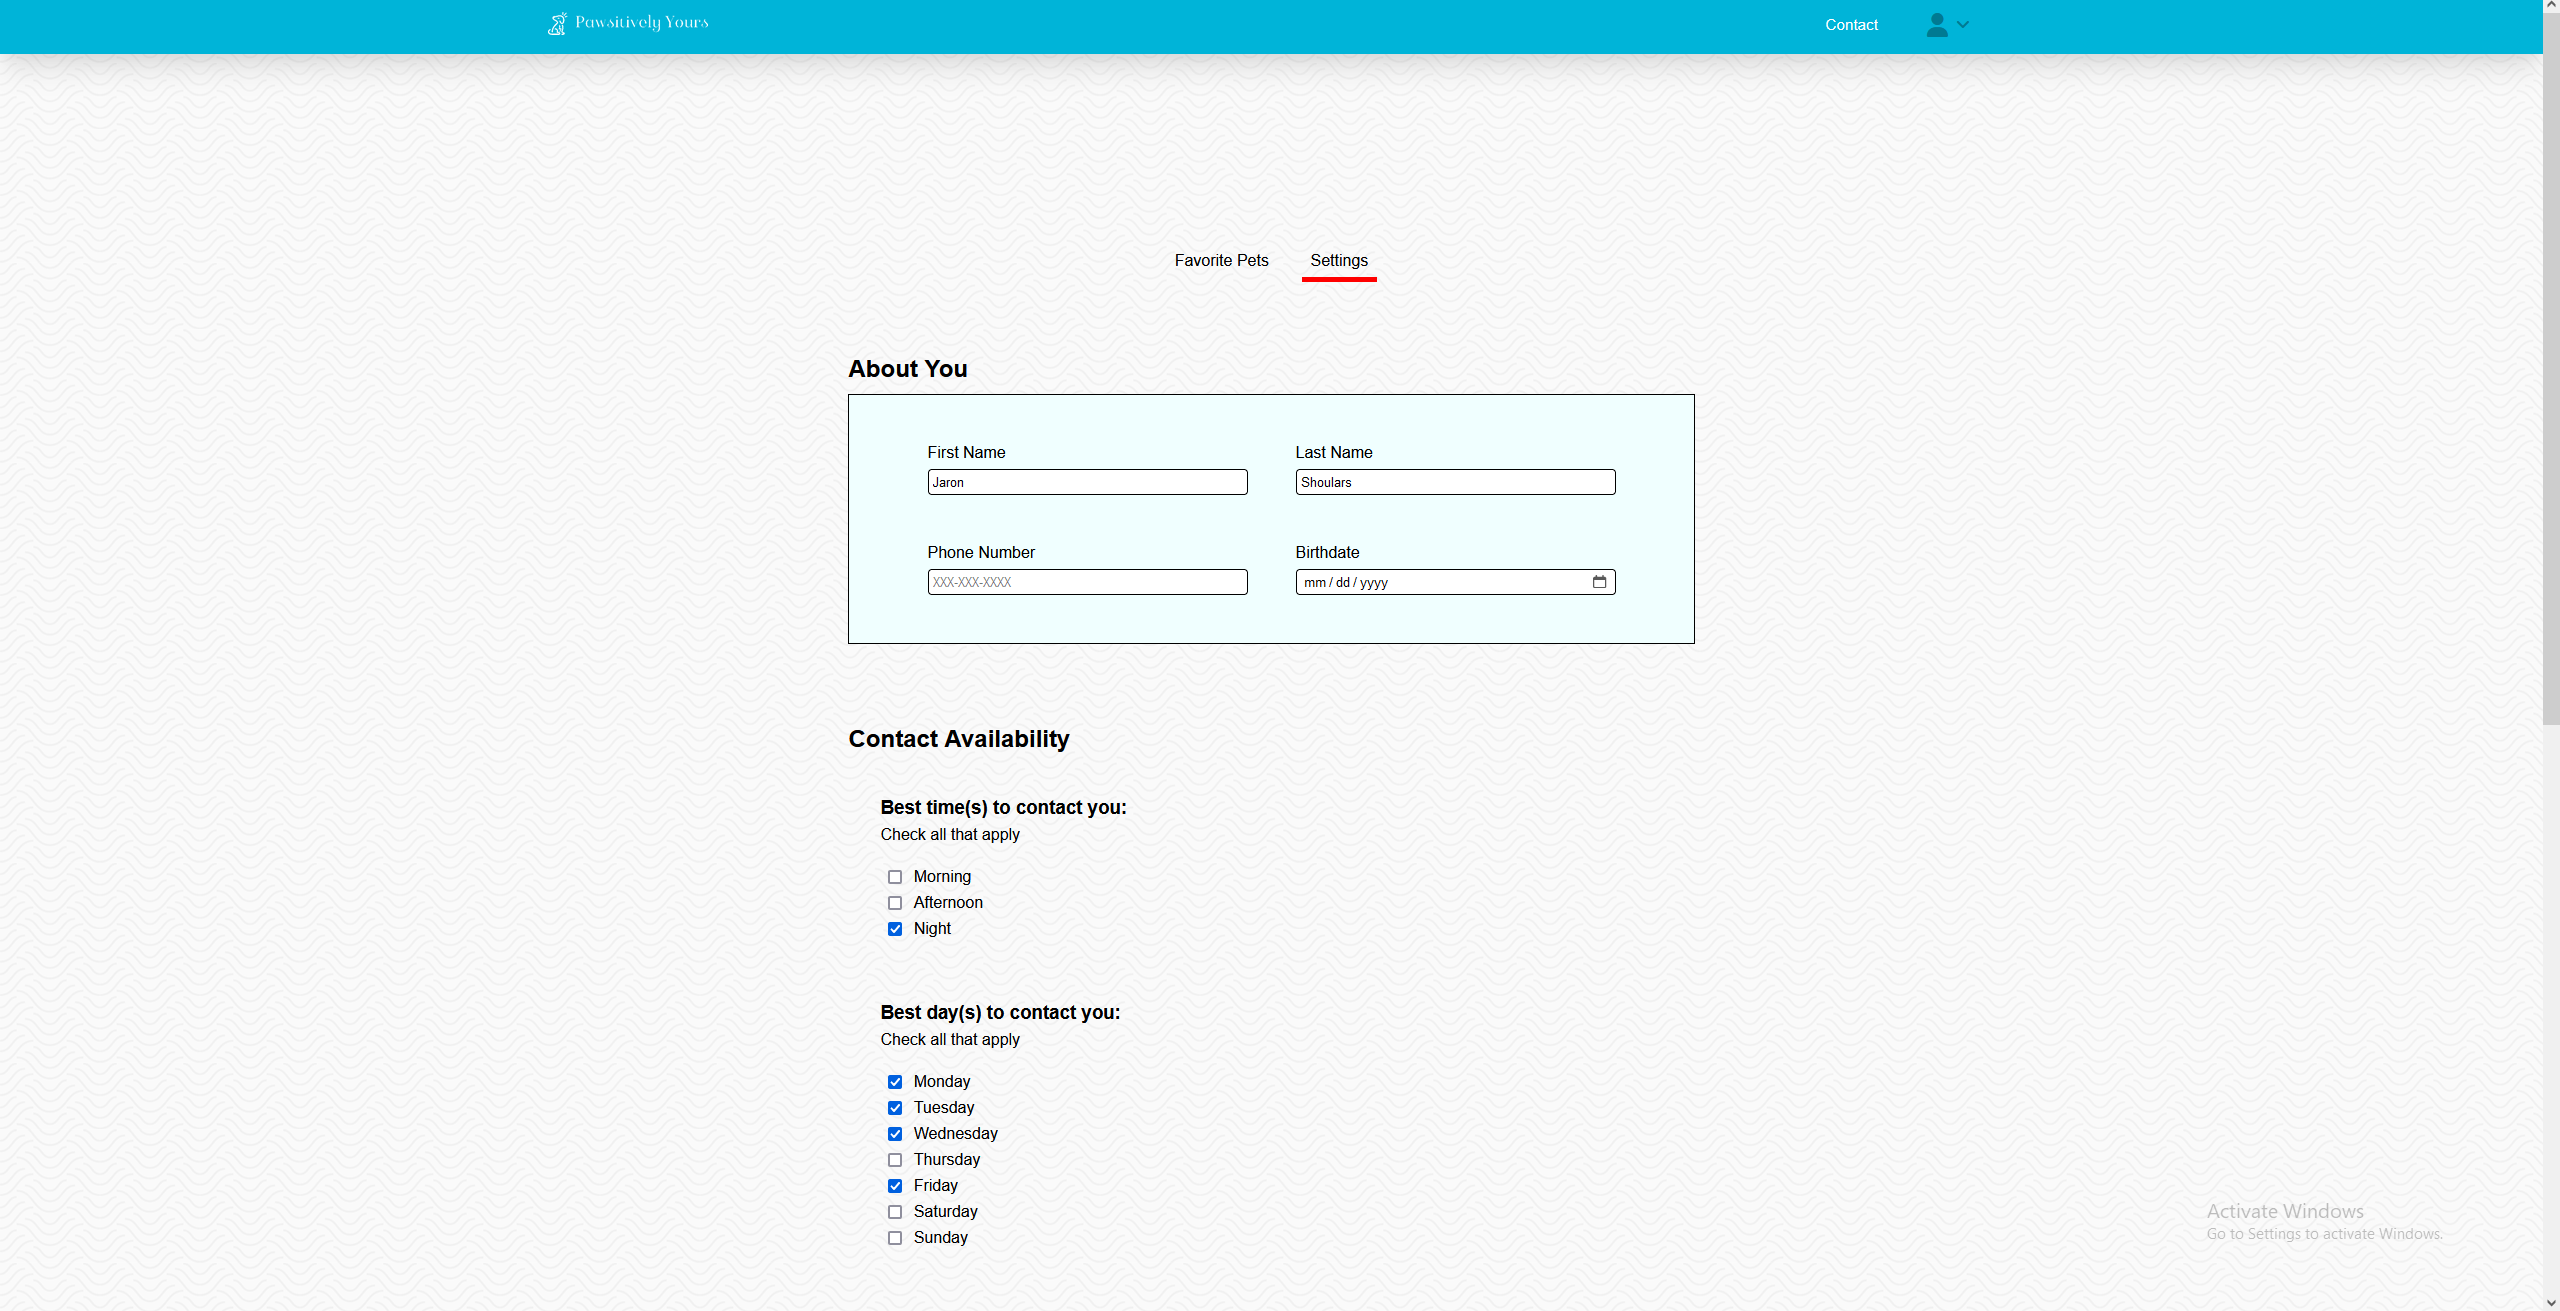 Pawsitively Yours
Contact
Favorite Pets Settings
About You
First Name Last Name
Jaron Shoulars
Phone Number Birthdate
XXX-XXX-XXXX mm / dd / yyyy
Contact Availability
Best time(s) to contact you:
Check all that apply
Morning
Afternoon
Night
Best day(s) to contact you:
Check all that apply
Monday
Tuesday
Wednesday
Thursday
Friday
Saturday
Sunday
Activate Windows
Go to Settings to activate Windows.